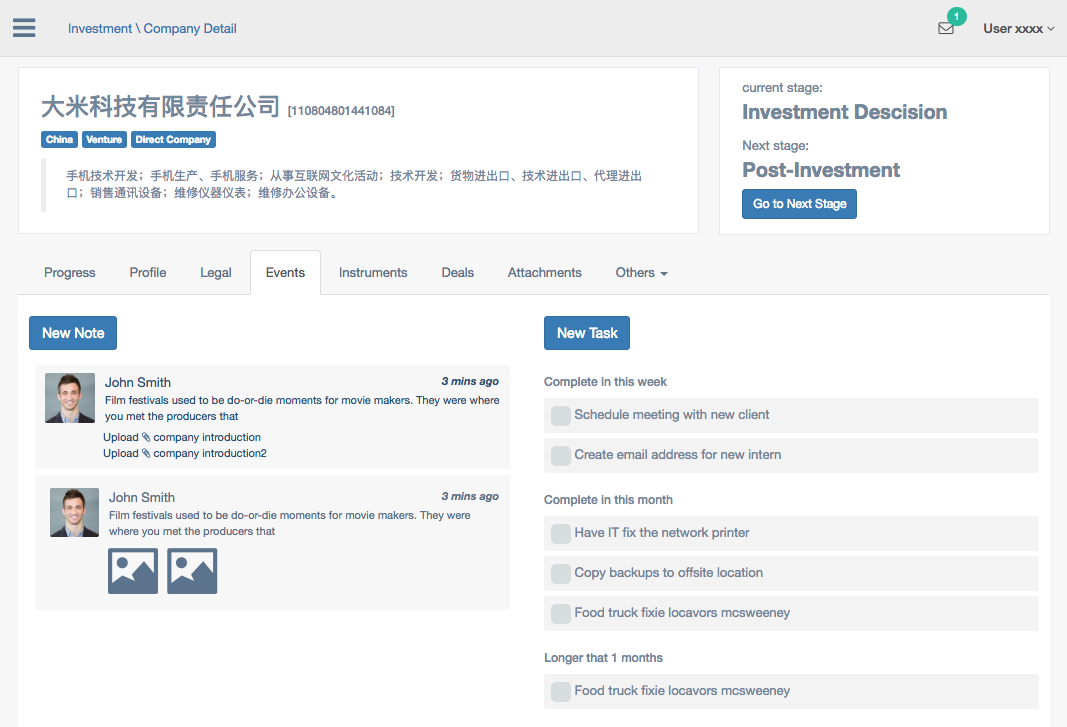 Investment \ Company Detail
1
User xxxx
大米科技有限责任公司 [110804801441084]
China Venture Direct Company
手机技术开发；手机生产、手机服务；从事互联网文化活动；技术开发；货物进出口、技术进出口、代理进出
口；销售通讯设备；维修仪器仪表；维修办公设备。
current stage:
Investment Descision
Next stage:
Post-Investment
Go to Next Stage
Progress Profile Legal Events Instruments Deals Attachments Others
New Note
John Smith 3 mins ago
Film festivals used to be do-or-die moments for movie makers. They were where
you met the producers that
Upload company introduction
Upload company introduction2
John Smith 3 mins ago
Film festivals used to be do-or-die moments for movie makers. They were
where you met the producers that
New Task
Complete in this week
Schedule meeting with new client
Create email address for new intern
Complete in this month
Have IT fix the network printer
Copy backups to offsite location
Food truck fixie locavors mcsweeney
Longer that 1 months
Food truck fixie locavors mcsweeney